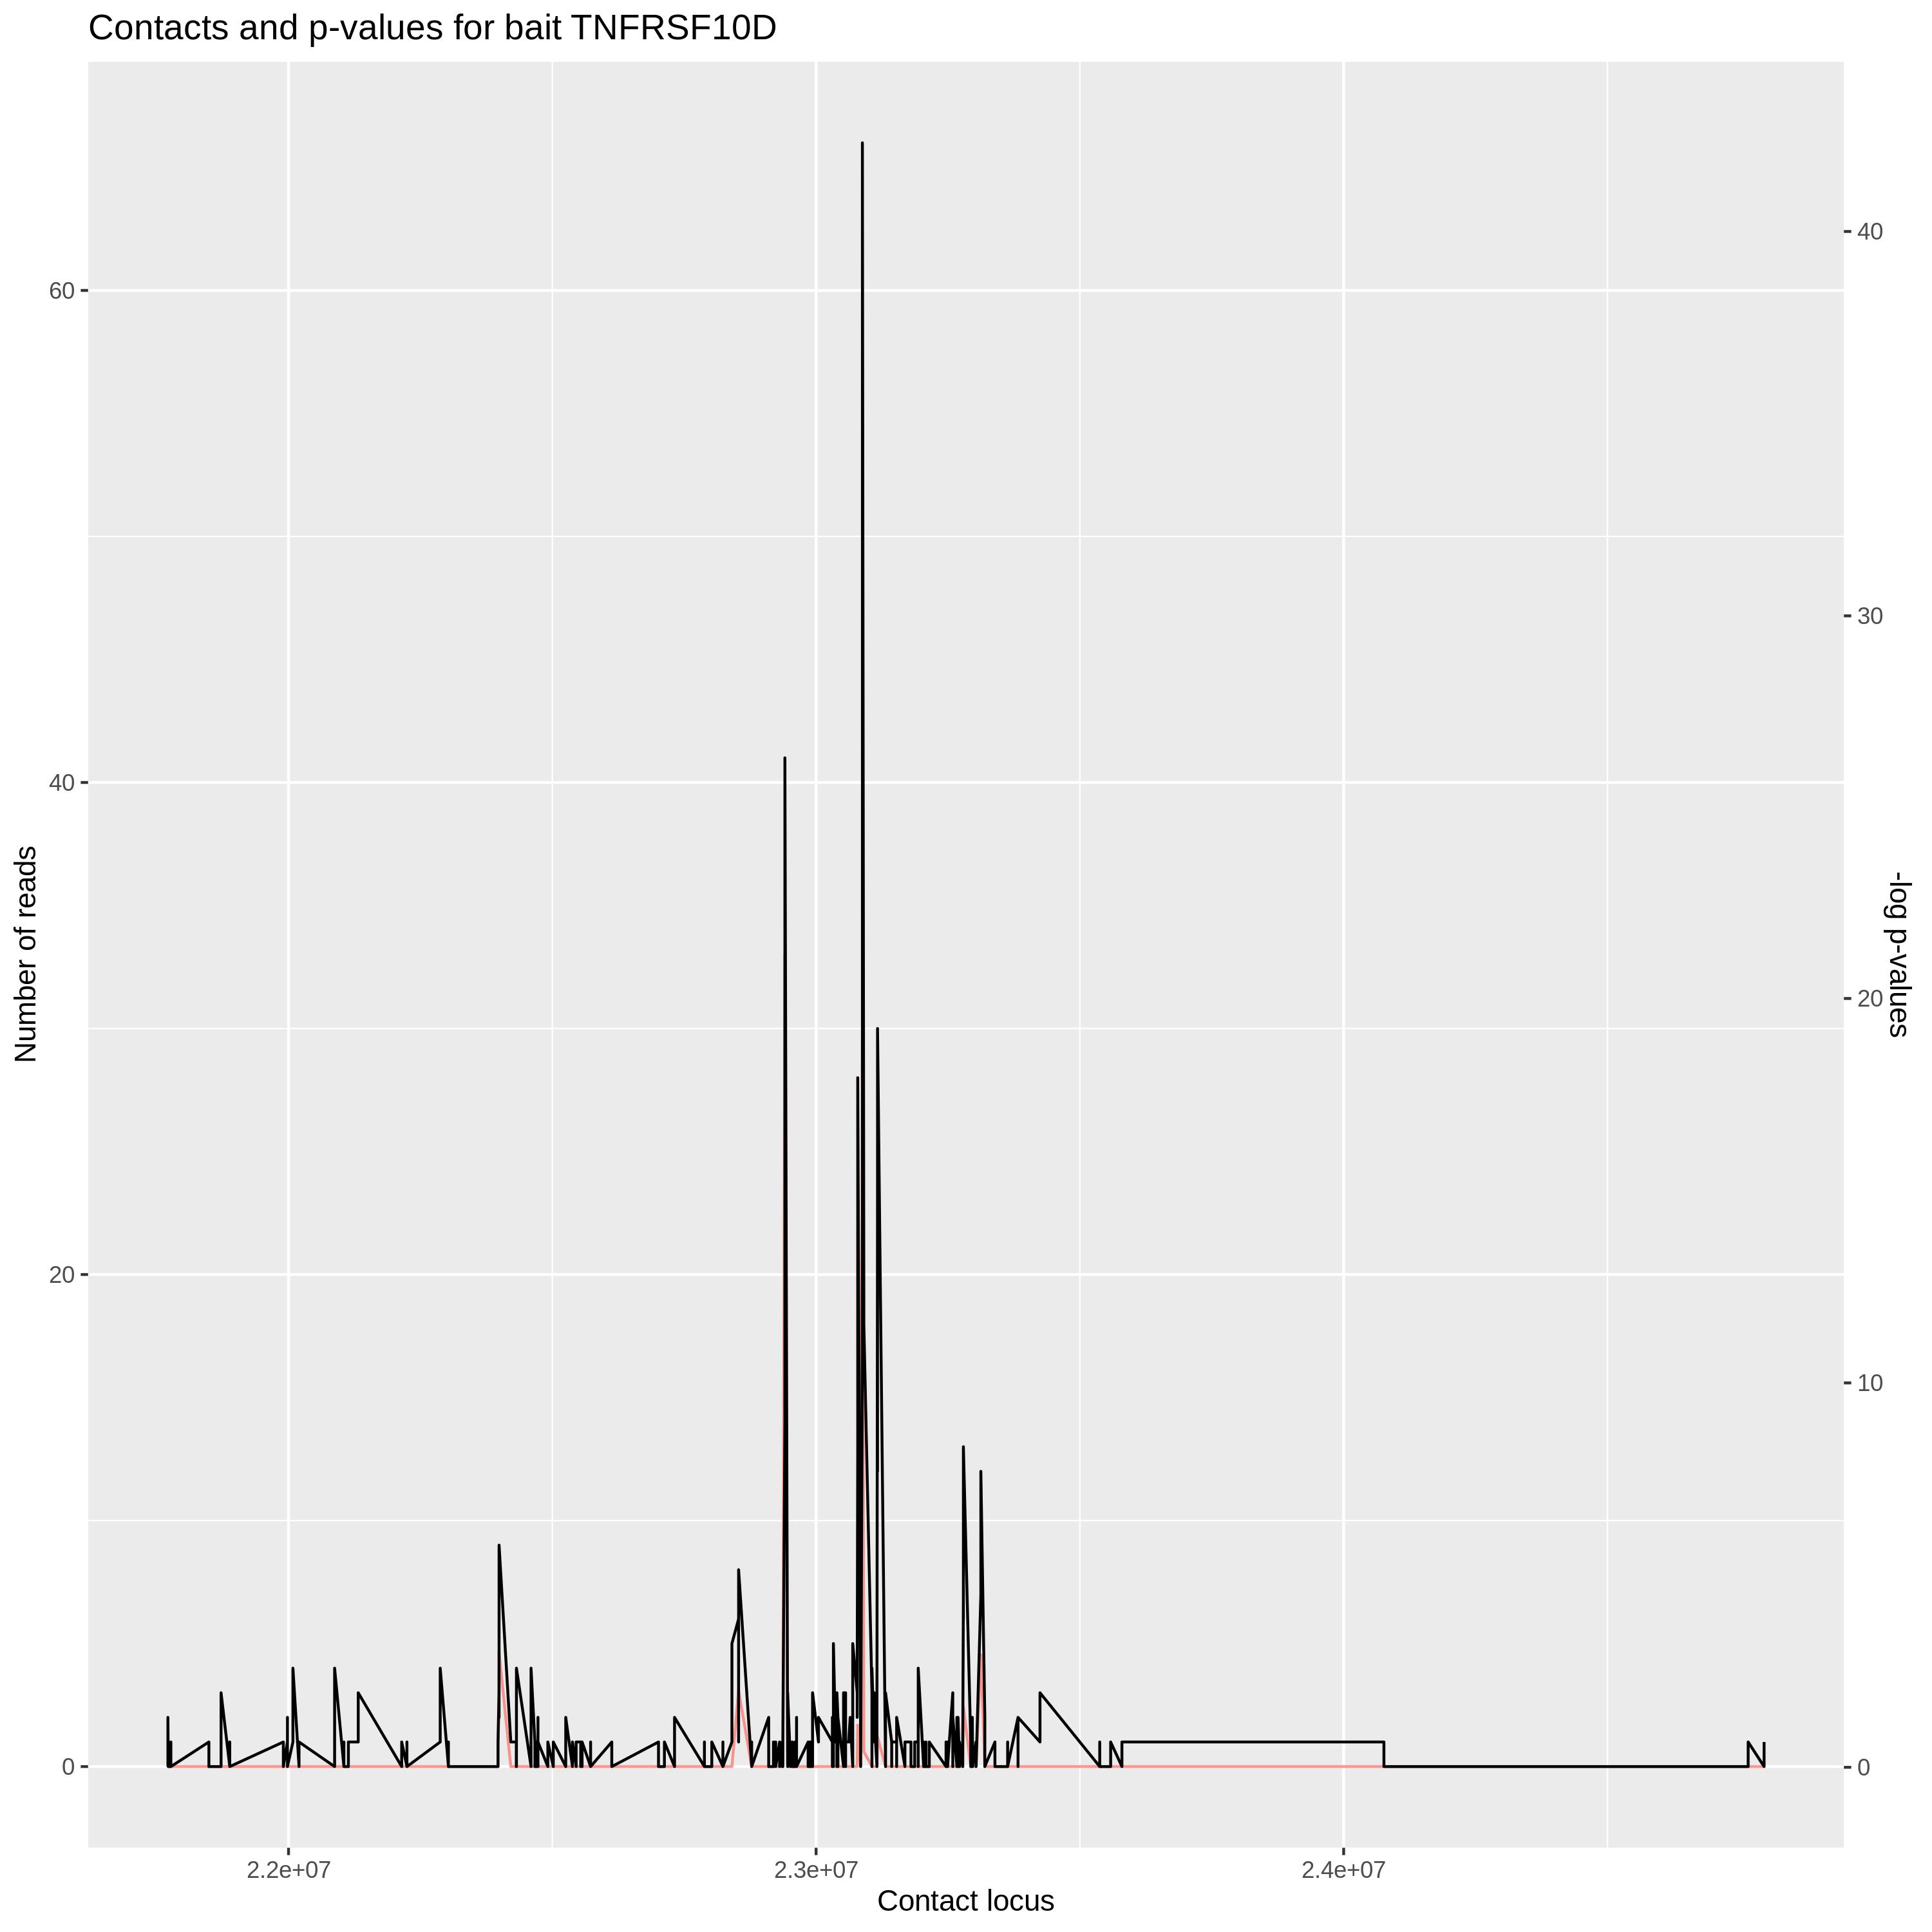 Contacts and p-values for bait TNFRSF10D
60
40
20
0
Number of reads
40
30
20
10
0
-log p-values
2.2e+07
2.3e+07
2.4e+07
Contact locus